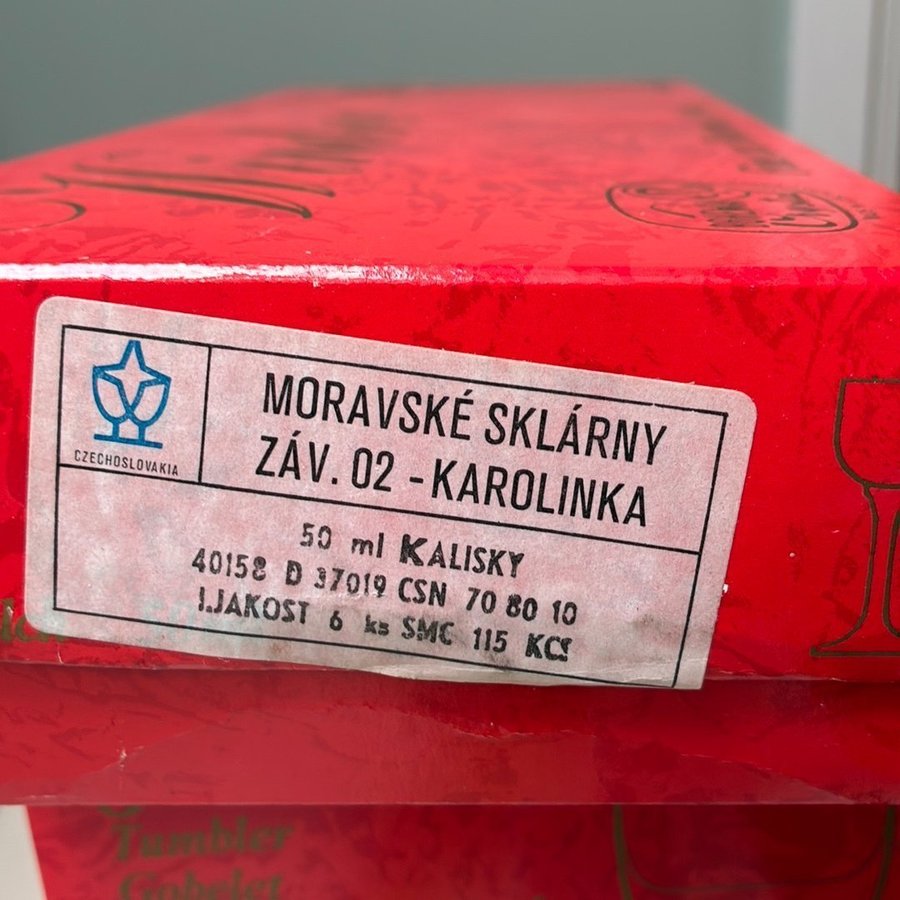 CZECHOSLOVAKIA
MORAVSKÉ SKLÁRNY
ZÁV. 02 - KAROLINKA
50 ml KALISKY
40158 D 37019 CSN 70 80 10
I.JAKOST 6 ks SMC 115 KCS
Tumbler
Gobelet